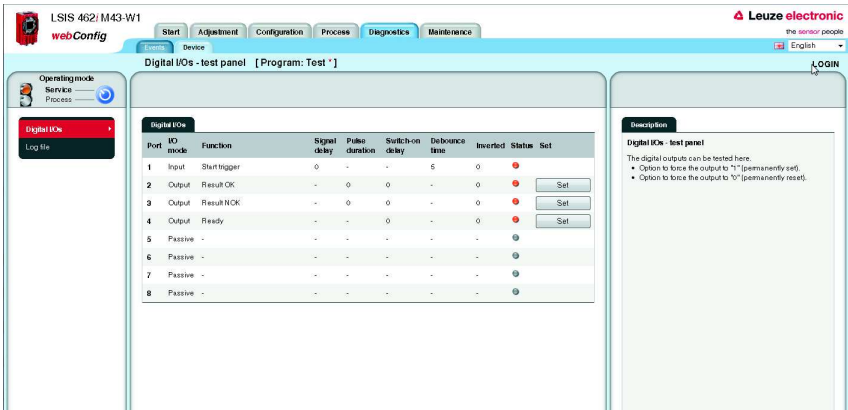 LSIS 462i M43-W1
webConfig
Leuze electronic
the sensor people
Start Adjustment Configuration Process Diagnostics Maintenance
Events Device
English
Digital I/Os - test panel [Program: Test * ]
LOGIN
Operating mode
Service
Process
Digital I/Os
Log file
Digital I/Os
Port I/O mode Function Signal delay Pulse duration Switch-on delay Debounce time Inverted Status Set
1 Input Start trigger 0 - - 5 0
2 Output Result OK - 0 0 - 0 Set
3 Output Result NOK - 0 0 - 0 Set
4 Output Ready - - 0 - 0 Set
5 Passive - - - - - -
6 Passive - - - - - -
7 Passive - - - - - -
8 Passive - - - - - -
Description
Digital I/Os - test panel
The digital outputs can be tested here.
• Option to force the output to "1" (permanently set).
• Option to force the output to "0" (permanently reset).